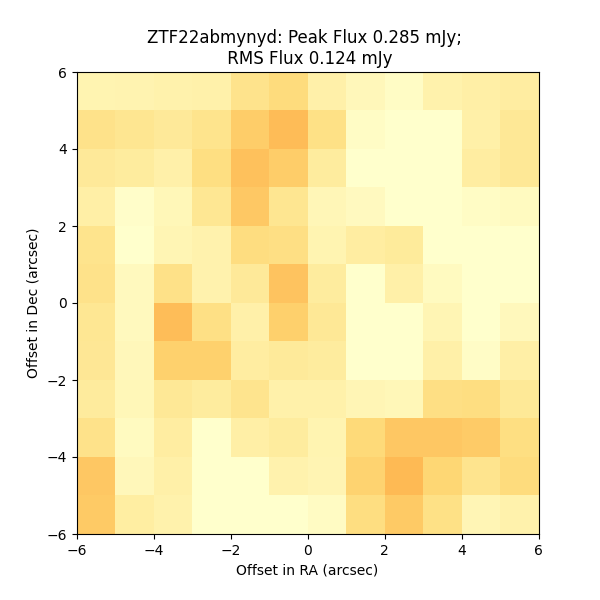 ZTF22abmynyd: Peak Flux 0.285 mJy;
RMS Flux 0.124 mJy
6
4
2
0
−2
−4
−6
Offset in Dec (arcsec)
−6 −4 −2 0 2 4 6
Offset in RA (arcsec)